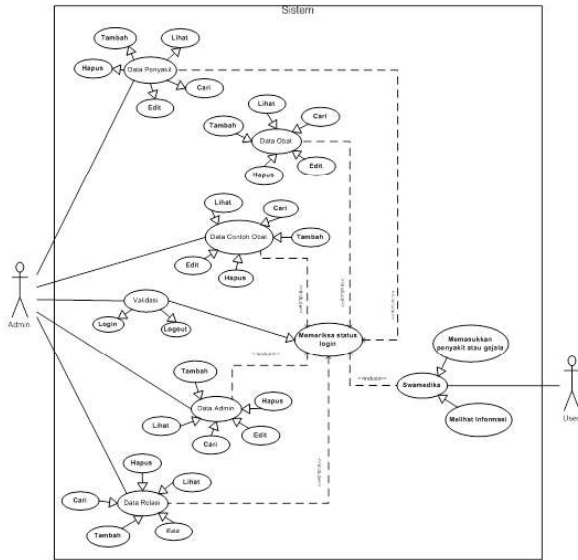 Sistem
Tambah
Lihat
Hapus
Data Penyakit
Cari
Edit
Lihat
Cari
Tambah
Data Obat
Hapus
Edit
Lihat
Cari
Data Contoh Obat
Tambah
Edit
Hapus
Admin
Validasi
Login
Logout
Memeriksa status
login
Memasukkan
penyakit atau gejala
Swamedika
Melihat Informasi
User
Tambah
Hapus
Data Admin
Lihat
Cari
Edit
Hapus
Lihat
Cari
Data Relasi
Tambah